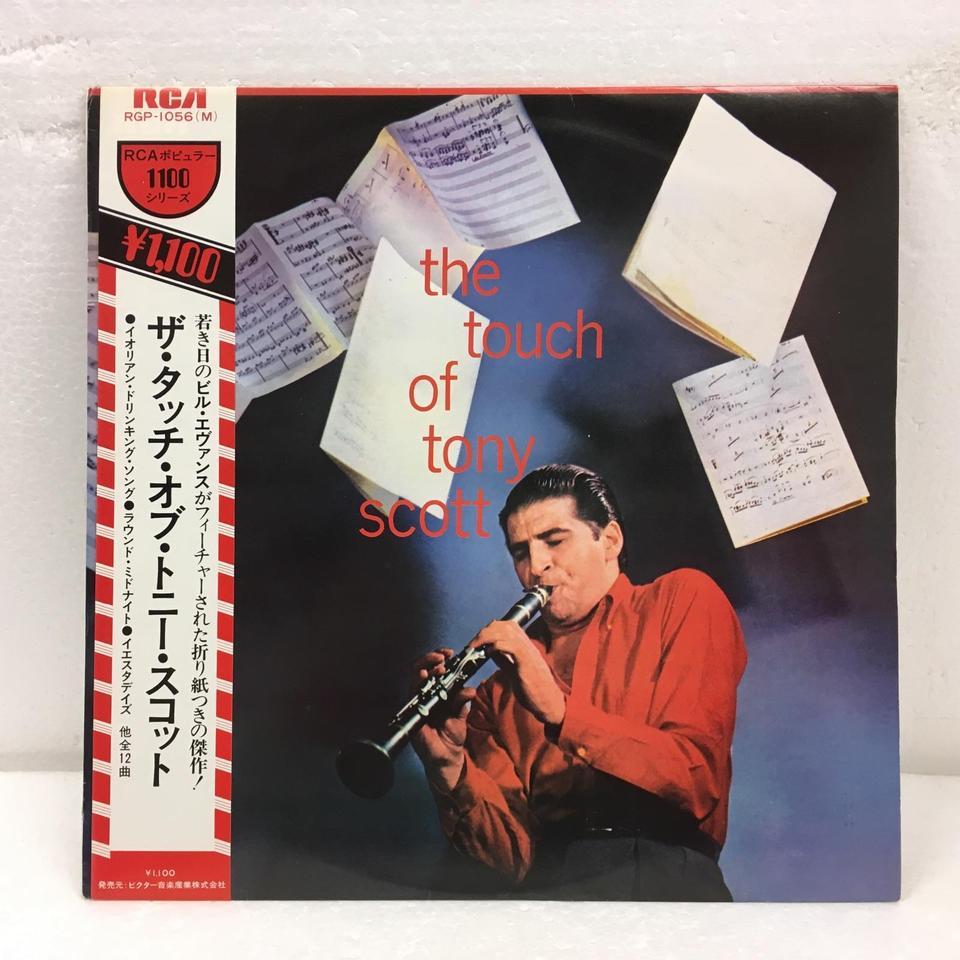 RCA
RGP-1056(M)
RCAポピュラー
1100
シリーズ
¥1,100
若き日のビル・エヴァンスがフィーチャーされた折り紙つきの傑作!
ザ・タッチ・オブ・トニー・スコット
●イオリアン・ドリンキング・ソング●ラウンド・ミドナイト●イエスタデイズ 他全12曲
¥1,100
発売元:ビクター音楽産業株式会社
the
touch
of
tony
scott